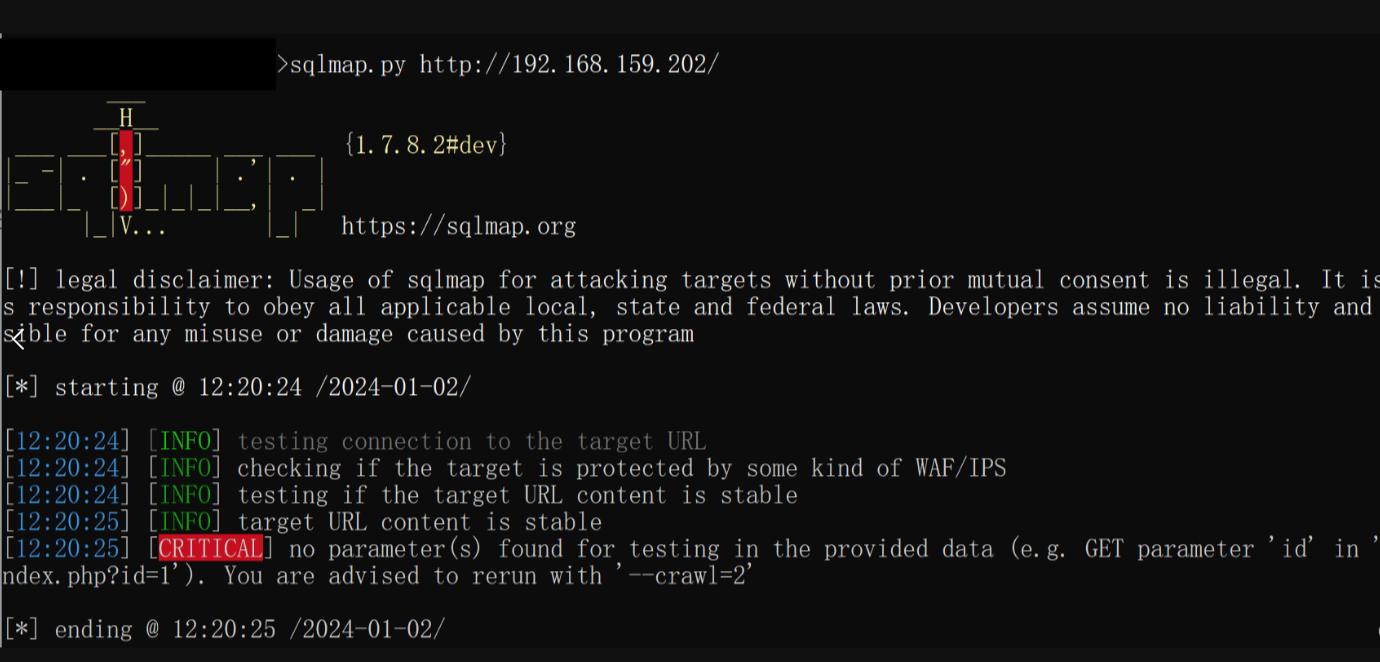 >sqlmap.py http://192.168.159.202/
H
{1.7.8.2#dev}
V...
https://sqlmap.org
[!] legal disclaimer: Usage of sqlmap for attacking targets without prior mutual consent is illegal. It is
s responsibility to obey all applicable local, state and federal laws. Developers assume no liability and
sible for any misuse or damage caused by this program
[*] starting @ 12:20:24 /2024-01-02/
[12:20:24] [INFO] testing connection to the target URL
[12:20:24] [INFO] checking if the target is protected by some kind of WAF/IPS
[12:20:24] [INFO] testing if the target URL content is stable
[12:20:25] [INFO] target URL content is stable
[12:20:25] [CRITICAL] no parameter(s) found for testing in the provided data (e.g. GET parameter 'id' in '
ndex.php?id=1'). You are advised to rerun with '--crawl=2'
[*] ending @ 12:20:25 /2024-01-02/